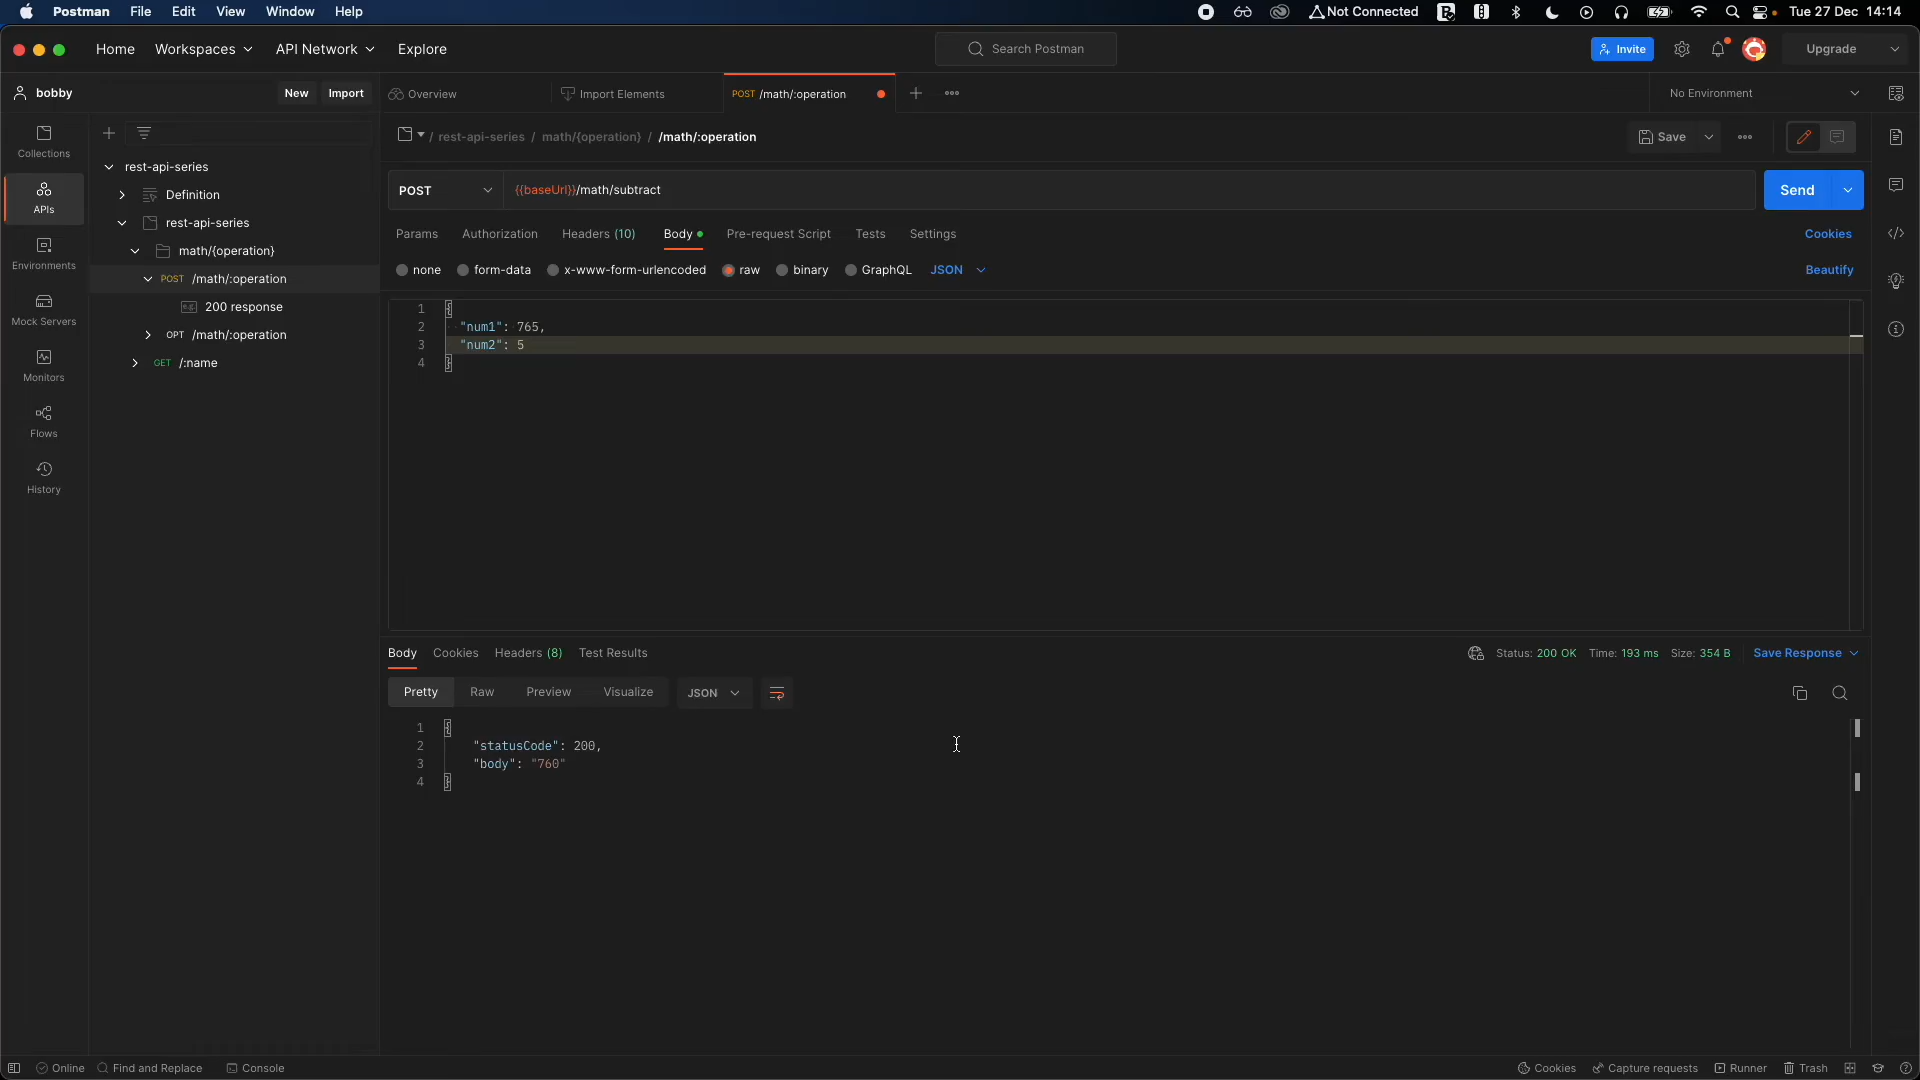 Postman File Edit View Window Help
Not Connected Tue 27 Dec 14:14
Home Workspaces API Network Explore
Search Postman
Invite Upgrade
bobby New Import
Overview Import Elements POST /math/:operation
No Environment
/ rest-api-series / math/{operation} / /math/:operation
Save
Collections
APIs
Environments
Mock Servers
Monitors
Flows
History
rest-api-series
Definition
rest-api-series
math/{operation}
POST /math/:operation
e.g. 200 response
OPT /math/:operation
GET /:name
POST {{baseUrl}}/math/subtract Send
Params Authorization Headers (10) Body Pre-request Script Tests Settings Cookies
none form-data x-www-form-urlencoded raw binary GraphQL JSON Beautify
1 {
2 "num1": 765,
3 "num2": 5
4 }
Body Cookies Headers (8) Test Results Status: 200 OK Time: 193 ms Size: 354 B Save Response
Pretty Raw Preview Visualize JSON
1 {
2 "statusCode": 200,
3 "body": "760"
4 }
Online Find and Replace Console Cookies Capture requests Runner Trash